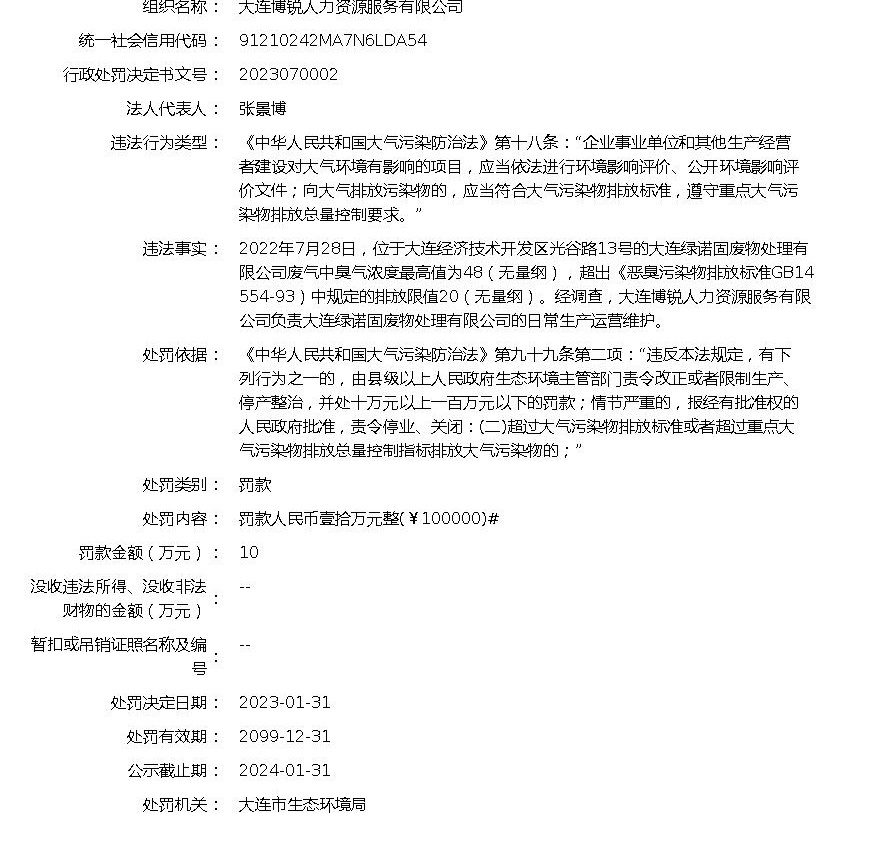 组织名称： 大连博锐人力资源服务有限公司
统一社会信用代码： 91210242MA7N6LDA54
行政处罚决定书文号： 2023070002
法人代表人： 张景博
违法行为类型： 《中华人民共和国大气污染防治法》第十八条：“企业事业单位和其他生产经营
者建设对大气环境有影响的项目，应当依法进行环境影响评价、公开环境影响评
价文件；向大气排放污染物的，应当符合大气污染物排放标准，遵守重点大气污
染物排放总量控制要求。”
违法事实： 2022年7月28日，位于大连经济技术开发区光谷路13号的大连绿诺固废物处理有
限公司废气中臭气浓度最高值为48（无量纲），超出《恶臭污染物排放标准GB14
554-93）中规定的排放限值20（无量纲）。经调查，大连博锐人力资源服务有限
公司负责大连绿诺固废物处理有限公司的日常生产运营维护。
处罚依据： 《中华人民共和国大气污染防治法》第九十九条第二项：“违反本法规定，有下
列行为之一的，由县级以上人民政府生态环境主管部门责令改正或者限制生产、
停产整治，并处十万元以上一百万元以下的罚款；情节严重的，报经有批准权的
人民政府批准，责令停业、关闭：(二)超过大气污染物排放标准或者超过重点大
气污染物排放总量控制指标排放大气污染物的；”
处罚类别： 罚款
处罚内容： 罚款人民币壹拾万元整(￥100000)#
罚款金额（万元）： 10
没收违法所得、没收非法
财物的金额（万元）： --
暂扣或吊销证照名称及编
号： --
处罚决定日期： 2023-01-31
处罚有效期： 2099-12-31
公示截止期： 2024-01-31
处罚机关： 大连市生态环境局